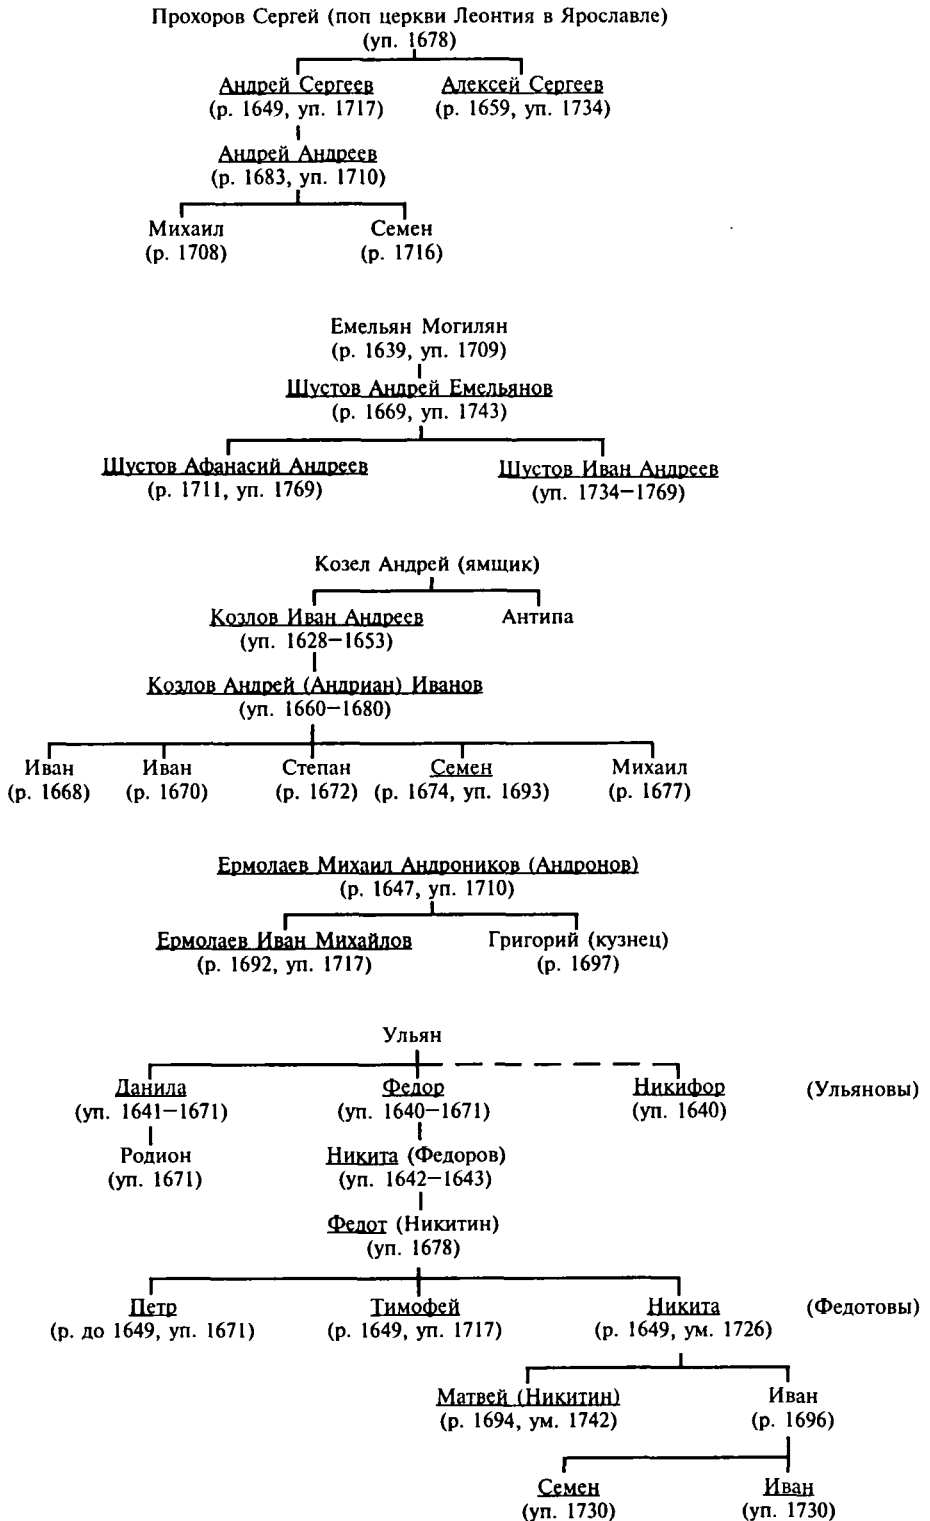 Прохоров Сергей (поп церкви Леонтия в Ярославле)
(уп. 1678)
Андрей Сергеев Алексей Сергеев
(р. 1649, уп. 1717) (р. 1659, уп. 1734)
Андрей Андреев
(р. 1683, уп. 1710)
Михаил Семен
(р. 1708) (р. 1716)
Емельян Могилян
(р. 1639, уп. 1709)
Шустов Андрей Емельянов
(р. 1669, уп. 1743)
Шустов Афанасий Андреев Шустов Иван Андреев
(р. 1711, уп. 1769) (уп. 1734—1769)
Козел Андрей (ямщик)
Козлов Иван Андреев Антипа
(уп. 1628—1653)
Козлов Андрей (Андриан) Иванов
(уп. 1660—1680)
Иван Иван Степан Семен Михаил
(р. 1668) (р. 1670) (р. 1672) (р. 1674, уп. 1693) (р. 1677)
Ермолаев Михаил Андроников (Андронов)
(р. 1647, уп. 1710)
Ермолаев Иван Михайлов Григорий (кузнец)
(р. 1692, уп. 1717) (р. 1697)
Ульян
Данила Федор Никифор (Ульяновы)
(уп. 1641—1671) (уп. 1640—1671) (уп. 1640)
Родион Никита (Федоров)
(уп. 1671) (уп. 1642—1643)
Федот (Никитин)
(уп. 1678)
Петр Тимофей Никита (Федотовы)
(р. до 1649, уп. 1671) (р. 1649, уп. 1717) (р. 1649, ум. 1726)
Матвей (Никитин) Иван
(р. 1694, ум. 1742) (р. 1696)
Семен Иван
(уп. 1730) (уп. 1730)